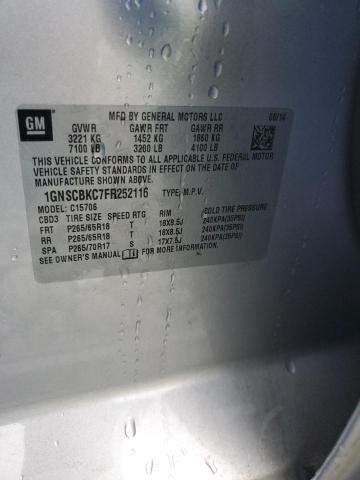 GM
MFD BY GENERAL MOTORS LLC 08/14
GVWR GAWR FRT GAWR RR
3221 KG 1452 KG 1860 KG
7100 LB 3200 LB 4100 LB
THIS VEHICLE CONFORMS TO ALL APPLICABLE U.S. FEDERAL MOTOR
VEHICLE SAFETY STANDARDS IN EFFECT ON THE DATE OF
MANUFACTURE SHOWN ABOVE.
1GNSCBKC7FR252116 TYPE: M.P.V.
MODEL: C15706
CBD3 TIRE SIZE SPEED RTG RIM COLD TIRE PRESSURE
FRT P265/65R18 T 18X8.5J 240KPA(35PSI)
RR P265/65R18 T 18X8.5J 240KPA(35PSI)
SPA P265/70R17 T 17X7.5J 240KPA(35PSI)
SEE OWNER'S MANUAL FOR MORE INFORMATION.